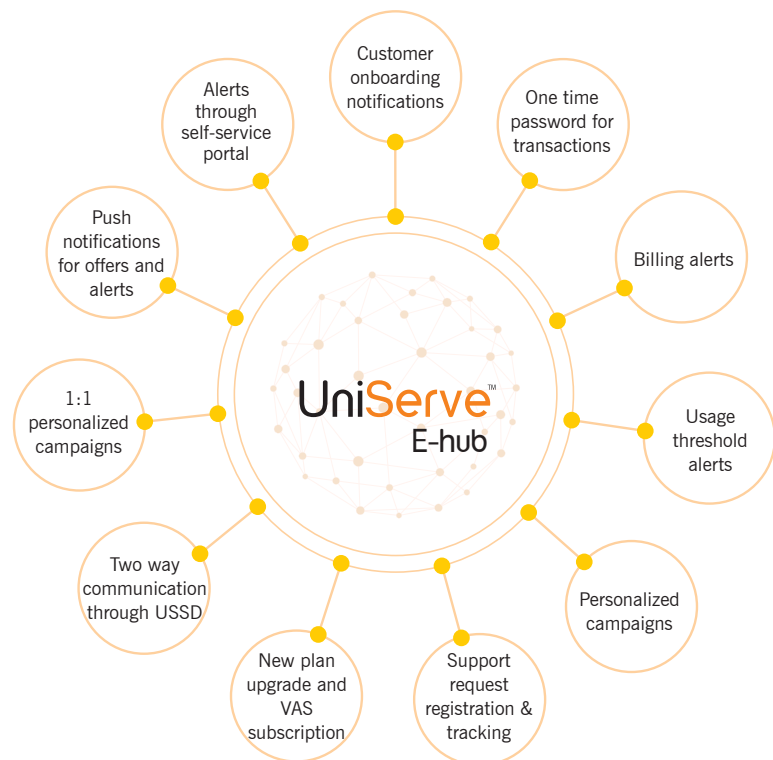 Customer
onboarding
notifications
One time
password for
transactions
Billing alerts
Usage
threshold
alerts
Personalized
campaigns
Support
request
registration &
tracking
New plan
upgrade and
VAS
subscription
Two way
communication
through USSD
1:1
personalized
campaigns
Push
notifications
for offers and
alerts
Alerts
through
self-service
portal
UniServe™
E-hub